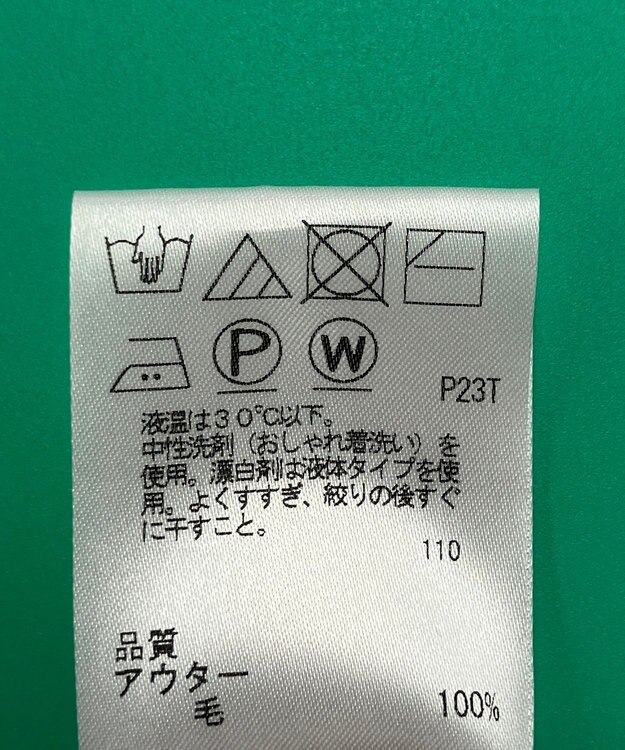 P W
P23T
液温は30℃以下。
中性洗剤（おしゃれ着洗い）を
使用。漂白剤は液体タイプを使
用。よくすすぎ、絞りの後すぐ
に干すこと。
110
品質
アウター
毛 100%